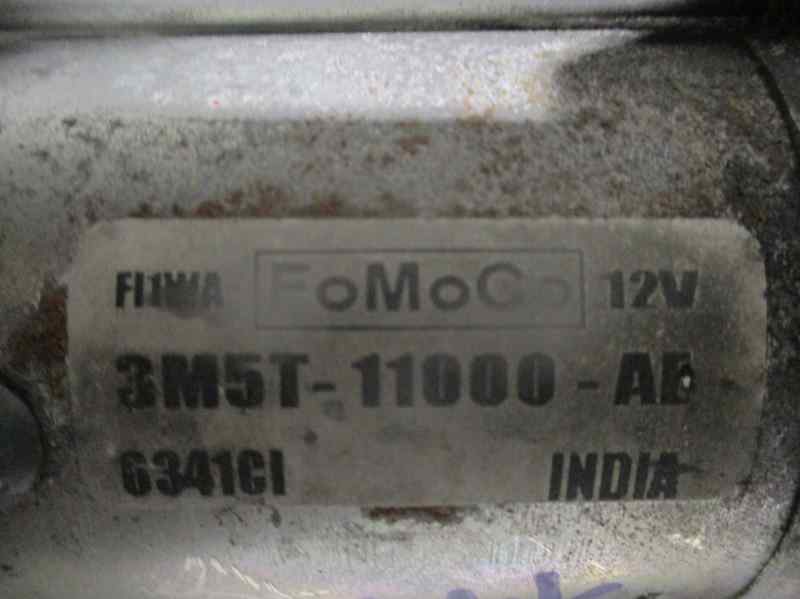 FI1WA FoMoCo 12V
3M5T-11000-AE
6341CI
INDIA